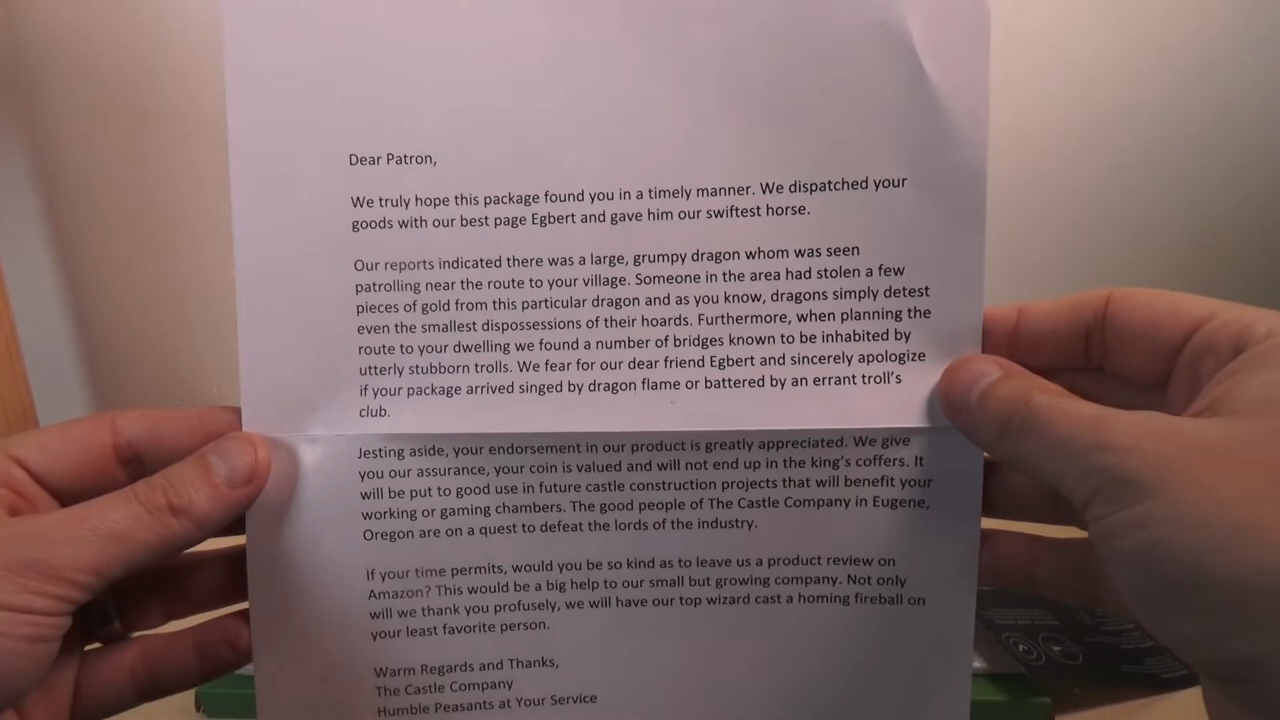 Dear Patron,
We truly hope this package found you in a timely manner. We dispatched your
goods with our best page Egbert and gave him our swiftest horse.
Our reports indicated there was a large, grumpy dragon whom was seen
patrolling near the route to your village. Someone in the area had stolen a few
pieces of gold from this particular dragon and as you know, dragons simply detest
even the smallest dispossessions of their hoards. Furthermore, when planning the
route to your dwelling we found a number of bridges known to be inhabited by
utterly stubborn trolls. We fear for our dear friend Egbert and sincerely apologize
if your package arrived singed by dragon flame or battered by an errant troll's
club.
Jesting aside, your endorsement in our product is greatly appreciated. We give
you our assurance, your coin is valued and will not end up in the king's coffers. It
will be put to good use in future castle construction projects that will benefit your
working or gaming chambers. The good people of The Castle Company in Eugene,
Oregon are on a quest to defeat the lords of the industry.
If your time permits, would you be so kind as to leave us a product review on
Amazon? This would be a big help to our small but growing company. Not only
will we thank you profusely, we will have our top wizard cast a homing fireball on
your least favorite person.
Warm Regards and Thanks,
The Castle Company
Humble Peasants at Your Service